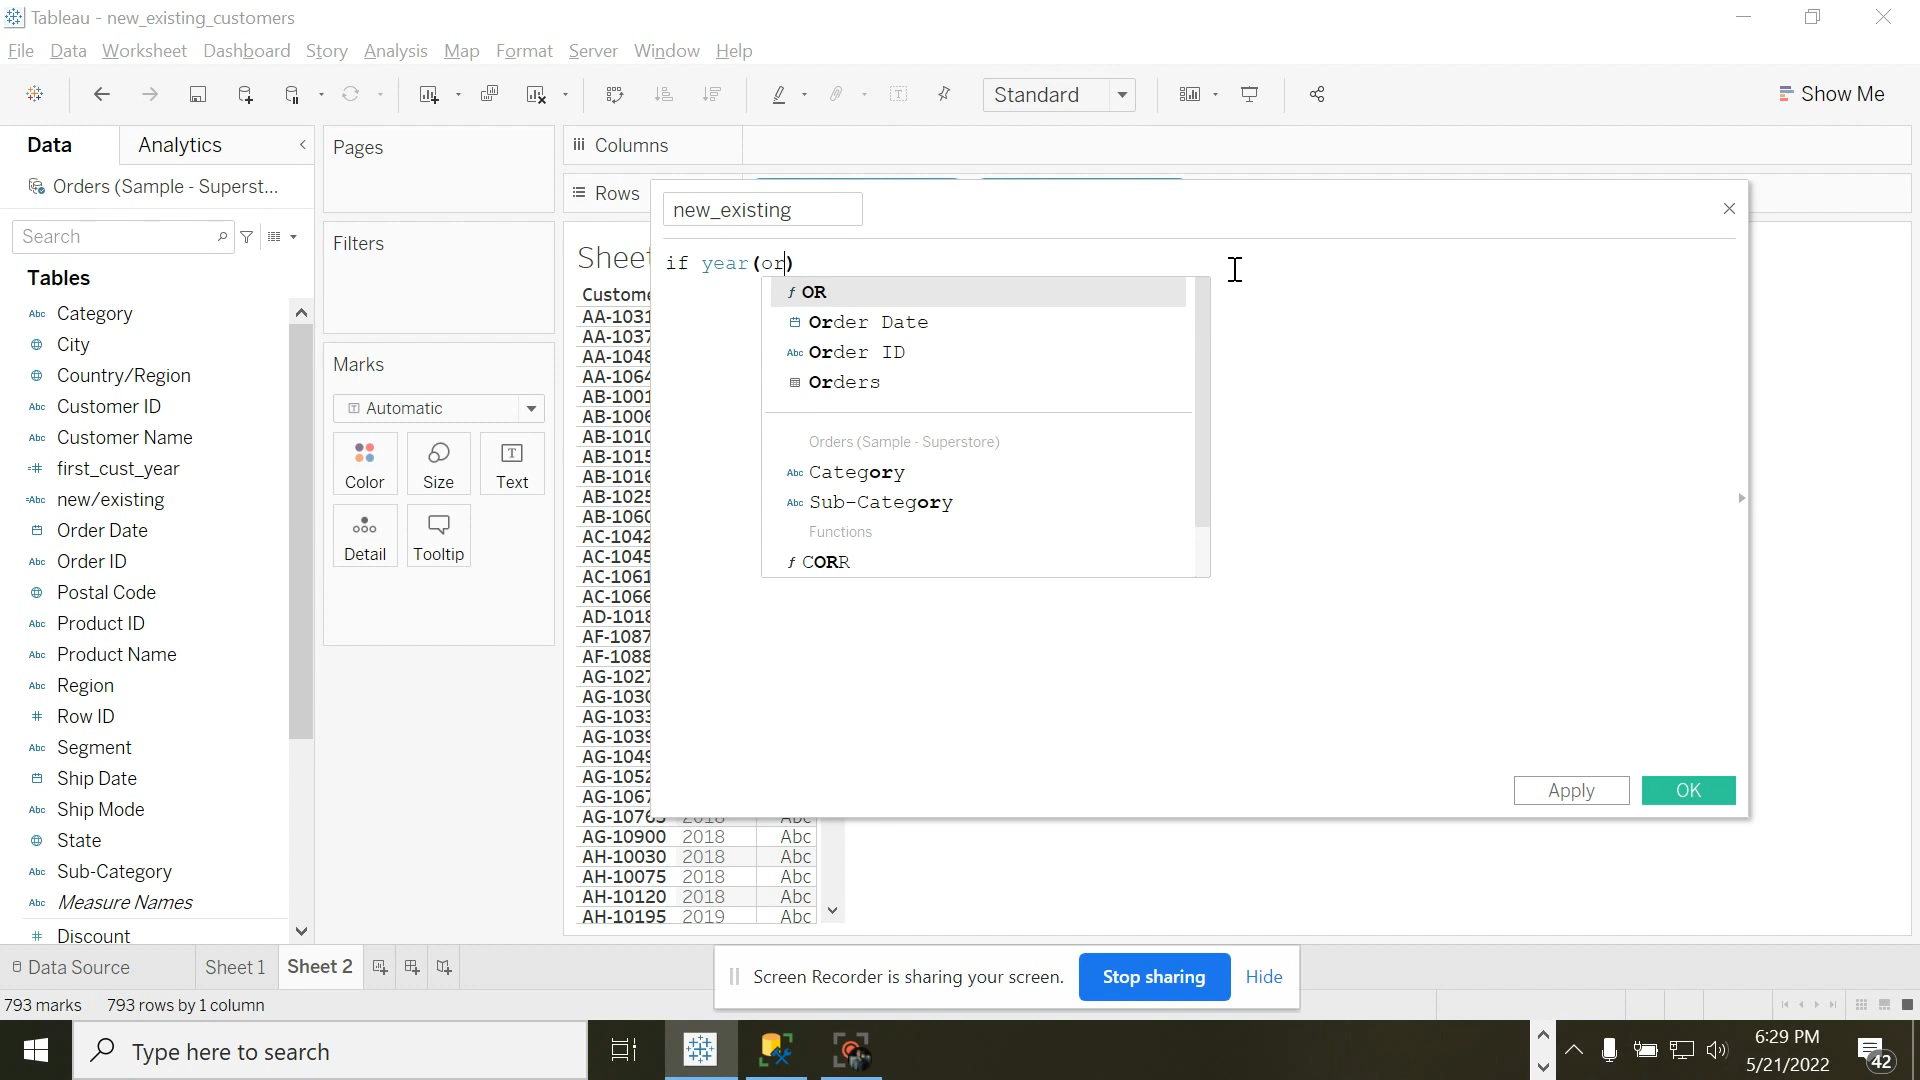 Tableau - new_existing_customers
File Data Worksheet Dashboard Story Analysis Map Format Server Window Help
Standard
Show Me
Data
Analytics
Pages
Columns
Orders (Sample - Superst...
Rows
Search
Filters
Tables
Category
City
Country/Region
Customer ID
Customer Name
first_cust_year
new/existing
Order Date
Order ID
Postal Code
Product ID
Product Name
Region
Row ID
Segment
Ship Date
Ship Mode
State
Sub-Category
Measure Names
Discount
Marks
Automatic
Color
Size
Text
Detail
Tooltip
new_existing
if year(or)
OR
Order Date
Order ID
Orders
Orders (Sample - Superstore)
Category
Sub-Category
Functions
CORR
Apply
OK
AG-10900 2018 Abc
AH-10030 2018 Abc
AH-10075 2018 Abc
AH-10120 2018 Abc
AH-10195 2019 Abc
Data Source
Sheet 1
Sheet 2
Screen Recorder is sharing your screen.
Stop sharing
Hide
793 marks 793 rows by 1 column
Type here to search
6:29 PM
5/21/2022
42